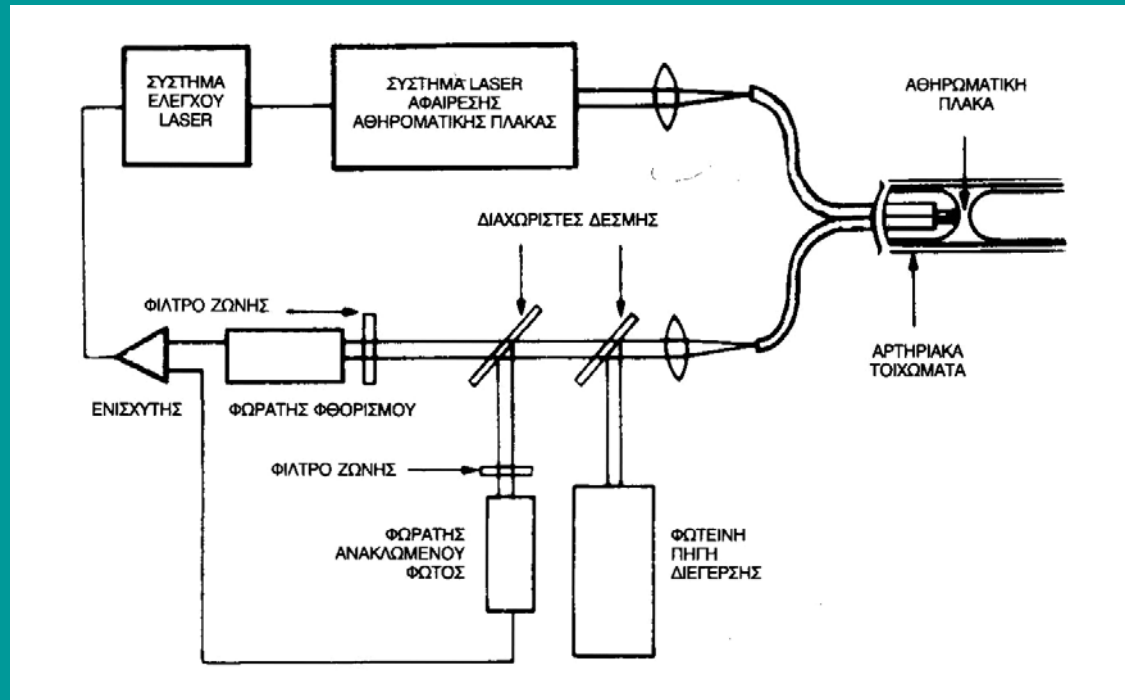 ΣΥΣΤΗΜΑ
ΕΛΕΓΧΟΥ
LASER
ΣΥΣΤΗΜΑ LASER
ΑΦΑΙΡΕΣΗΣ
ΑΘΗΡΟΜΑΤΙΚΗΣ ΠΛΑΚΑΣ
ΑΘΗΡΩΜΑΤΙΚΗ
ΠΛΑΚΑ
ΔΙΑΧΩΡΙΣΤΕΣ ΔΕΣΜΗΣ
ΦΙΛΤΡΟ ΖΩΝΗΣ
ΑΡΤΗΡΙΑΚΑ
ΤΟΙΧΩΜΑΤΑ
ΕΝΙΣΧΥΤΗΣ
ΦΩΡΑΤΗΣ ΦΘΟΡΙΣΜΟΥ
ΦΙΛΤΡΟ ΖΩΝΗΣ
ΦΩΡΑΤΗΣ
ΑΝΑΚΛΩΜΕΝΟΥ
ΦΩΤΟΣ
ΦΩΤΕΙΝΗ
ΠΗΓΗ
ΔΙΕΓΕΡΣΗΣ